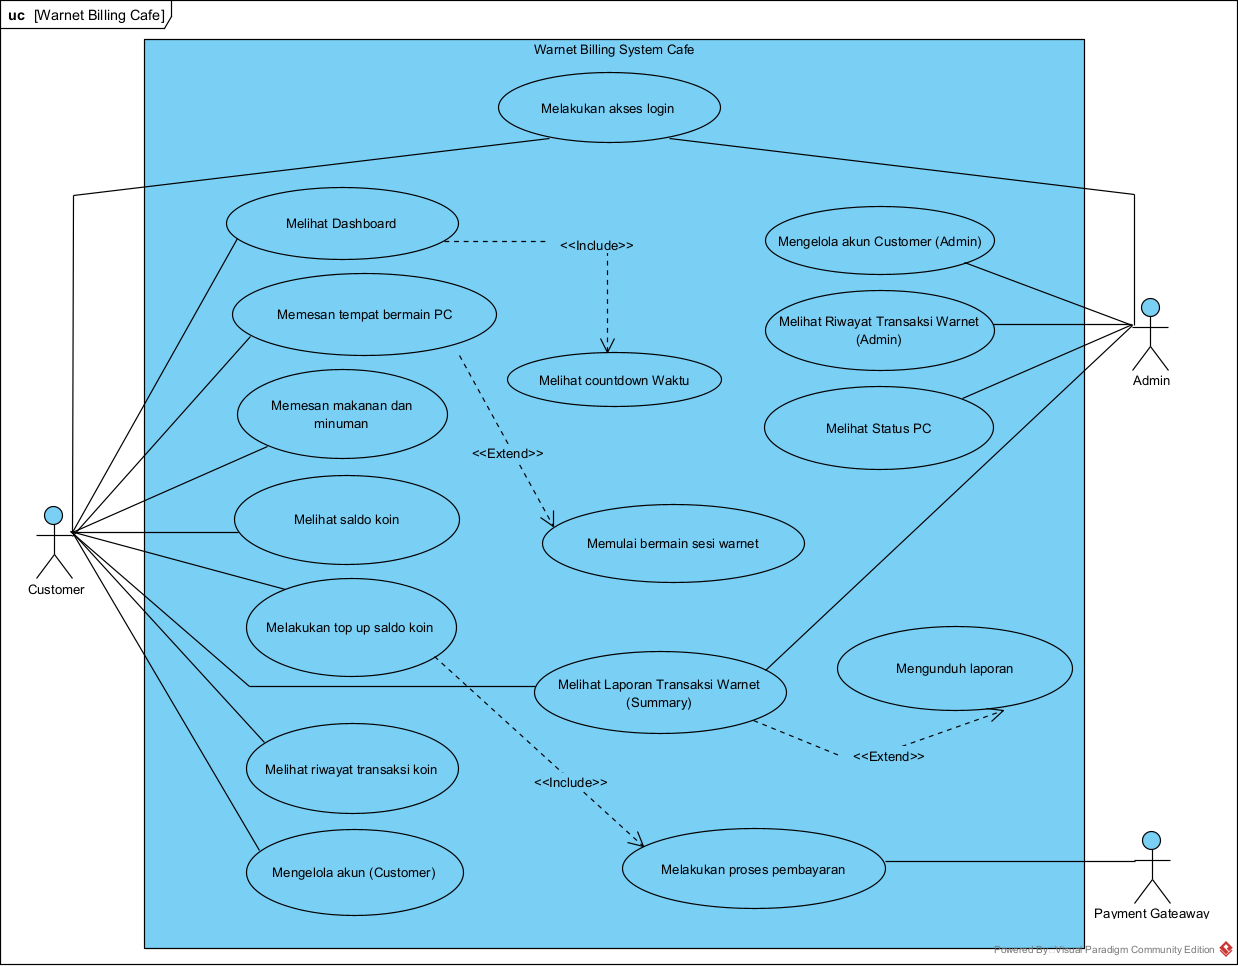 uc [Warnet Billing Cafe]
Warnet Billing System Cafe
Melakukan akses login
Melihat Dashboard
<<Include>>
Mengelola akun Customer (Admin)
Memesan tempat bermain PC
Melihat Riwayat Transaksi Warnet
(Admin)
Melihat countdown Waktu
Admin
Memesan makanan dan
minuman
Melihat Status PC
<<Extend>>
Melihat saldo koin
Memulai bermain sesi warnet
Customer
Melakukan top up saldo koin
Mengunduh laporan
Melihat Laporan Transaksi Warnet
(Summary)
<<Extend>>
Melihat riwayat transaksi koin
<<Include>>
Mengelola akun (Customer)
Melakukan proses pembayaran
Payment Gateaway
Powered By: Visual Paradigm Community Edition